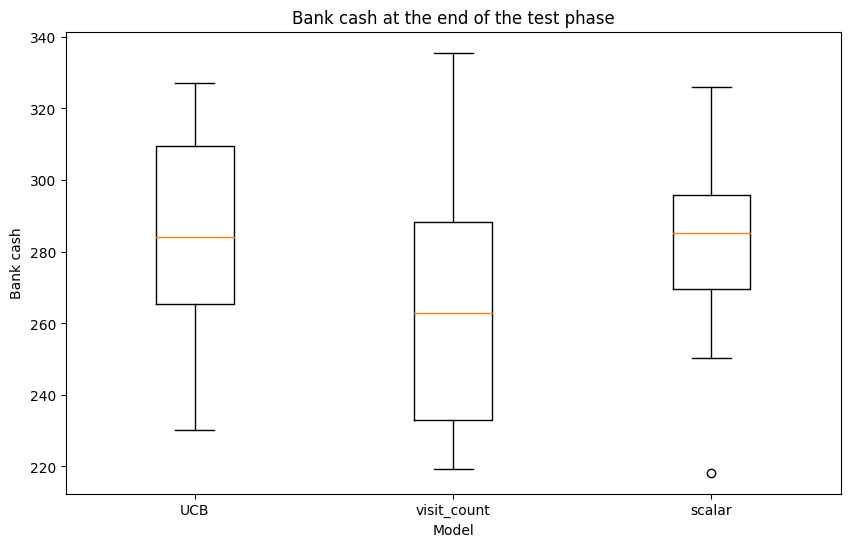 Bank cash at the end of the test phase
340
320
300
280
260
240
220
Bank cash
UCB
visit_count
scalar
Model